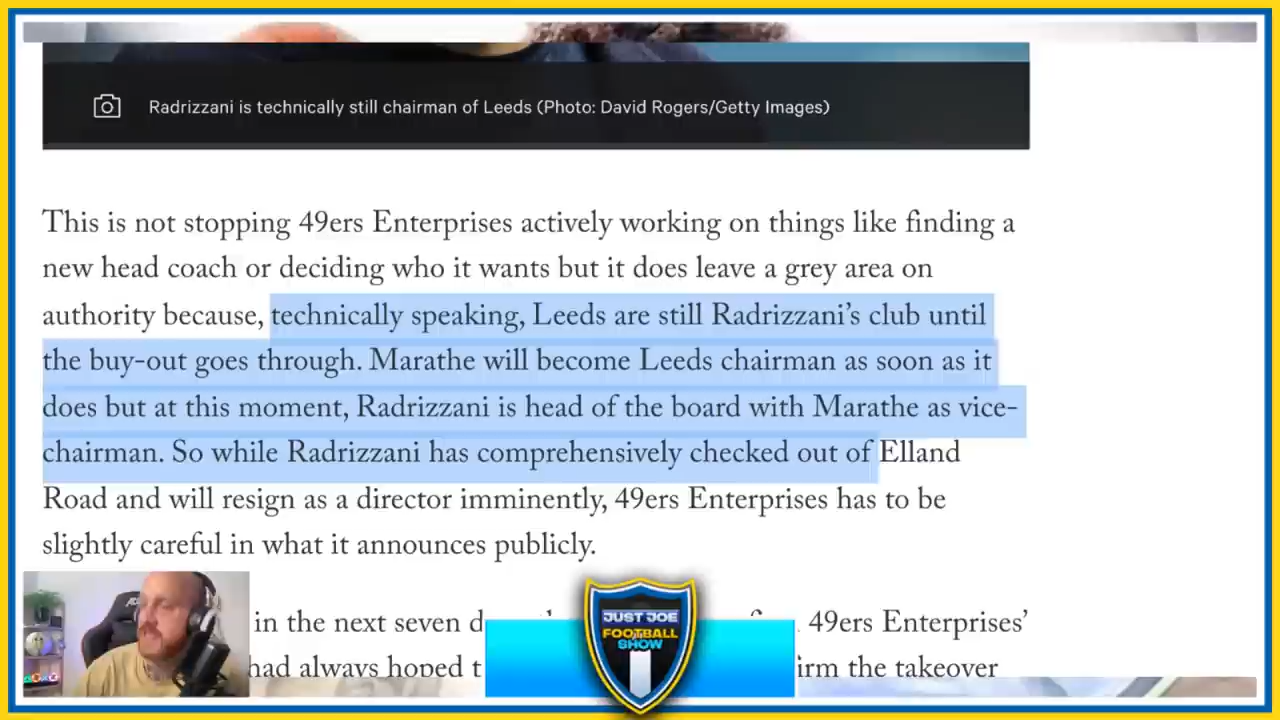 Radrizzani is technically still chairman of Leeds (Photo: David Rogers/Getty Images)
This is not stopping 49ers Enterprises actively working on things like finding a
new head coach or deciding who it wants but it does leave a grey area on
authority because, technically speaking, Leeds are still Radrizzani’s club until
the buy-out goes through. Marathe will become Leeds chairman as soon as it
does but at this moment, Radrizzani is head of the board with Marathe as vice-
chairman. So while Radrizzani has comprehensively checked out of Elland
Road and will resign as a director imminently, 49ers Enterprises has to be
slightly careful in what it announces publicly.
in the next seven 49ers Enterprises’
had always hoped the takeover
JUST JOE
FOOTBALL
SHOW